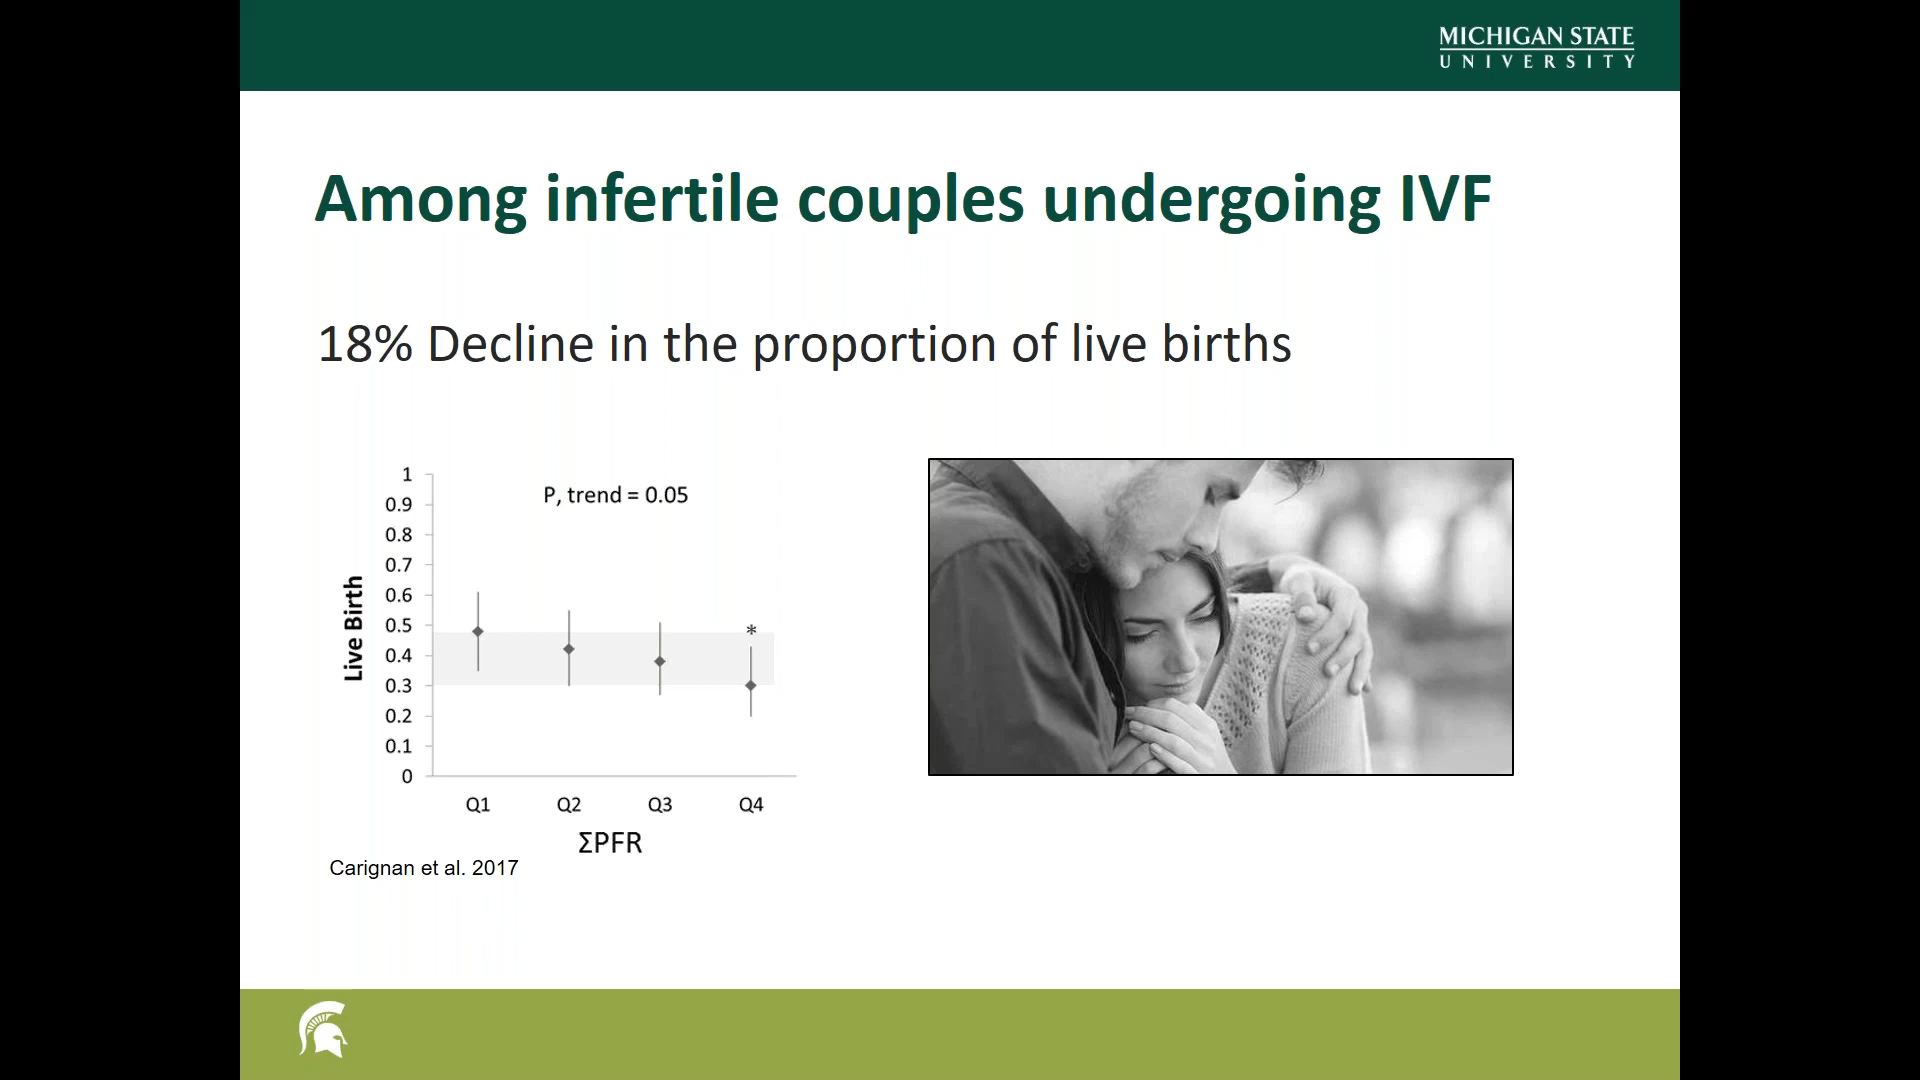 MICHIGAN STATE
UNIVERSITY
Among infertile couples undergoing IVF
18% Decline in the proportion of live births
P, trend = 0.05
Live Birth
1
0.9
0.8
0.7
0.6
0.5
0.4
0.3
0.2
0.1
0
*
Q1 Q2 Q3 Q4
ΣPFR
Carignan et al. 2017